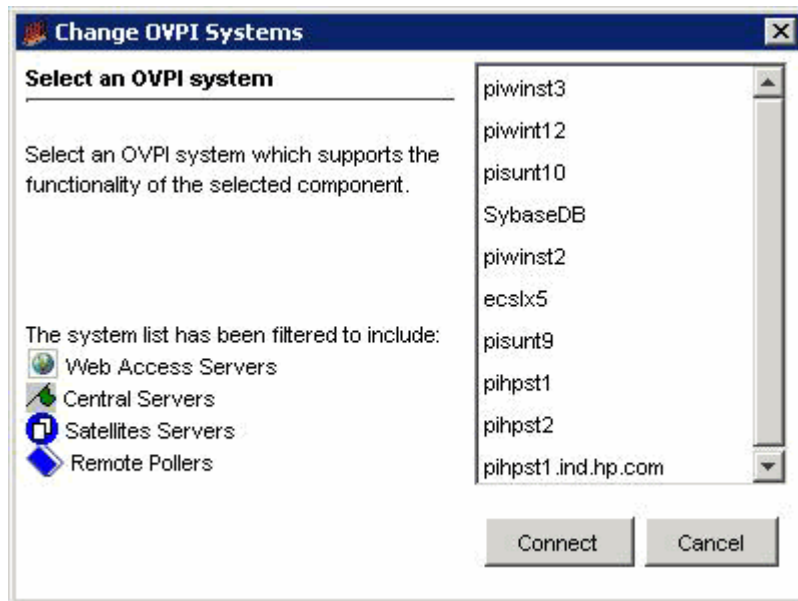 Change OVPI Systems
Select an OVPI system
Select an OVPI system which supports the
functionality of the selected component.
The system list has been filtered to include:
Web Access Servers
Central Servers
Satellites Servers
Remote Pollers
piwinst3
piwint12
pisunt10
SybaseDB
piwinst2
ecslx5
pisunt9
pihpst1
pihpst2
pihpst1.ind.hp.com
Connect
Cancel